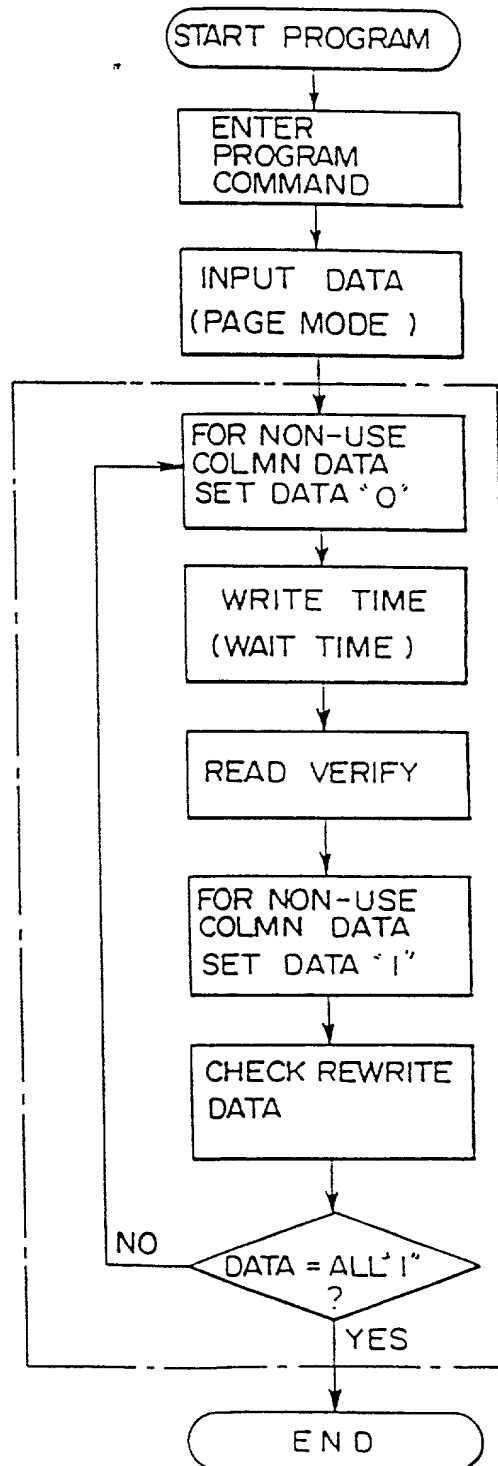 START PROGRAM
ENTER
PROGRAM
COMMAND
INPUT DATA
(PAGE MODE )
FOR NON-USE
COLMN DATA
SET DATA "0"
WRITE TIME
(WAIT TIME )
READ VERIFY
FOR NON-USE
COLMN DATA
SET DATA "1"
CHECK REWRITE
DATA
NO
DATA = ALL "1"
?
YES
END